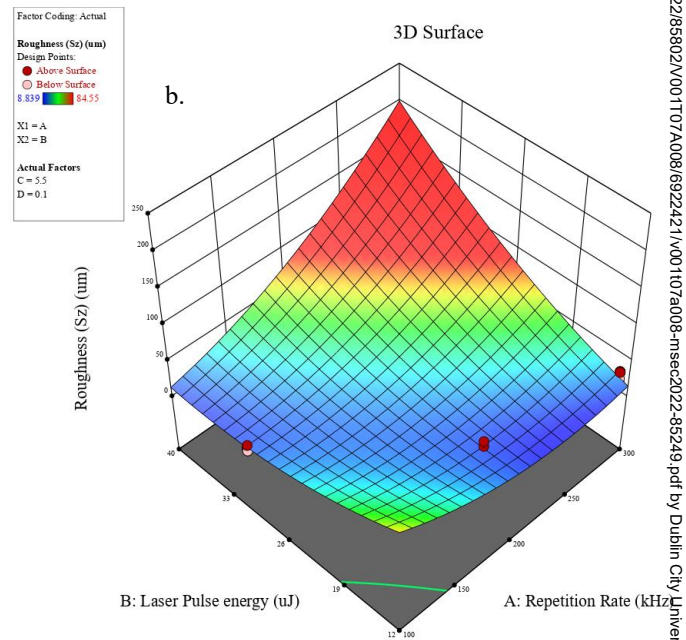 Factor Coding: Actual
Roughness (Sz) (um)
Design Points:
Above Surface
Below Surface
8.839 84.55
X1 = A
X2 = B
Actual Factors
C = 5.5
D = 0.1
3D Surface
b.
250
200
150
100
50
0
Roughness (Sz) (um)
40
33
26
19
12
100
150
200
250
300
B: Laser Pulse energy (uJ)
A: Repetition Rate (kHz)
22/85802/V001T07A008/6922421/v001t07a008-msec2022-85249.pdf by Dublin City